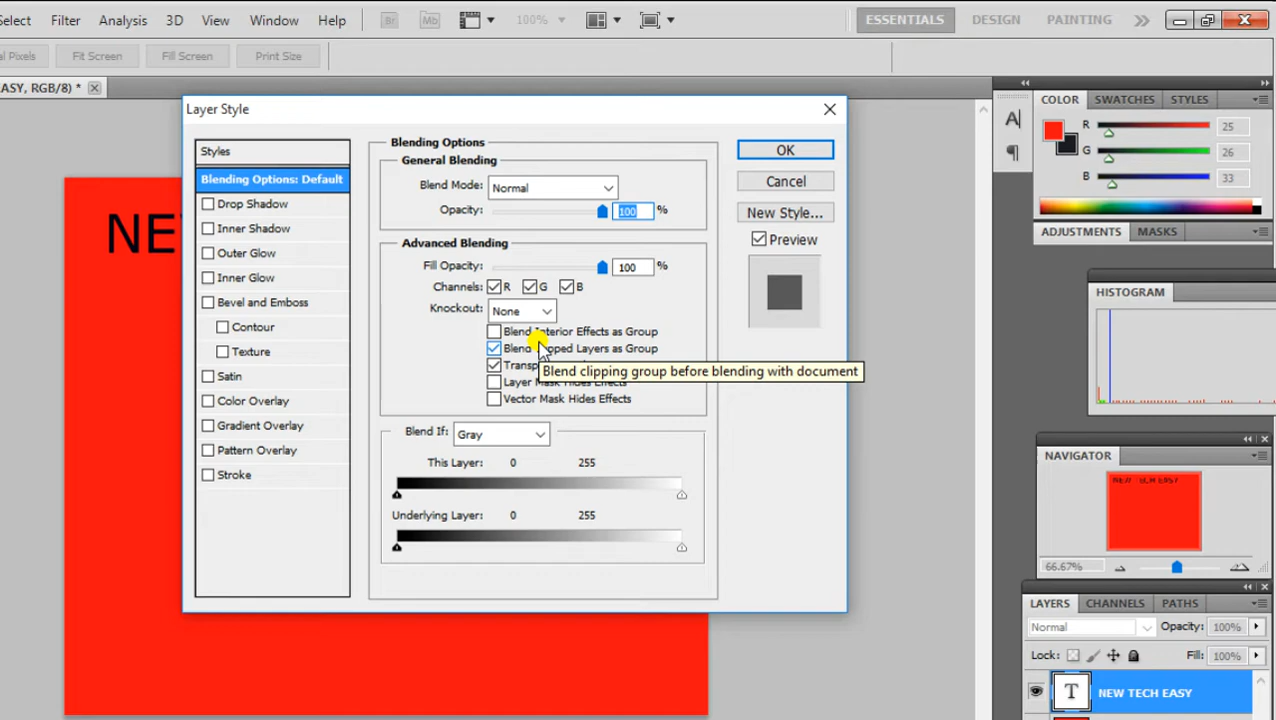 Select Filter Analysis 3D View Window Help Br Mb 100% ESSENTIALS DESIGN PAINTING
Pixels Fit Screen Fill Screen Print Size
EASY, RGB/8) *
Layer Style
Styles
Blending Options: Default
Drop Shadow
Inner Shadow
Outer Glow
Inner Glow
Bevel and Emboss
Contour
Texture
Satin
Color Overlay
Gradient Overlay
Pattern Overlay
Stroke
Blending Options
General Blending
Blend Mode: Normal
Opacity: 100 %
Advanced Blending
Fill Opacity: 100 %
Channels: R G B
Knockout: None
Blend Interior Effects as Group
Blend Clipped Layers as Group
Blend clipping group before blending with document
Layer Mask Hides Effects
Vector Mask Hides Effects
Blend If: Gray
This Layer: 0 255
Underlying Layer: 0 255
OK
Cancel
New Style...
Preview
NE
COLOR SWATCHES STYLES
R 25
G 26
B 33
ADJUSTMENTS MASKS
HISTOGRAM
NAVIGATOR
NEW TECH EASY
66.67%
LAYERS CHANNELS PATHS
Normal Opacity: 100%
Lock: Fill: 100%
T NEW TECH EASY